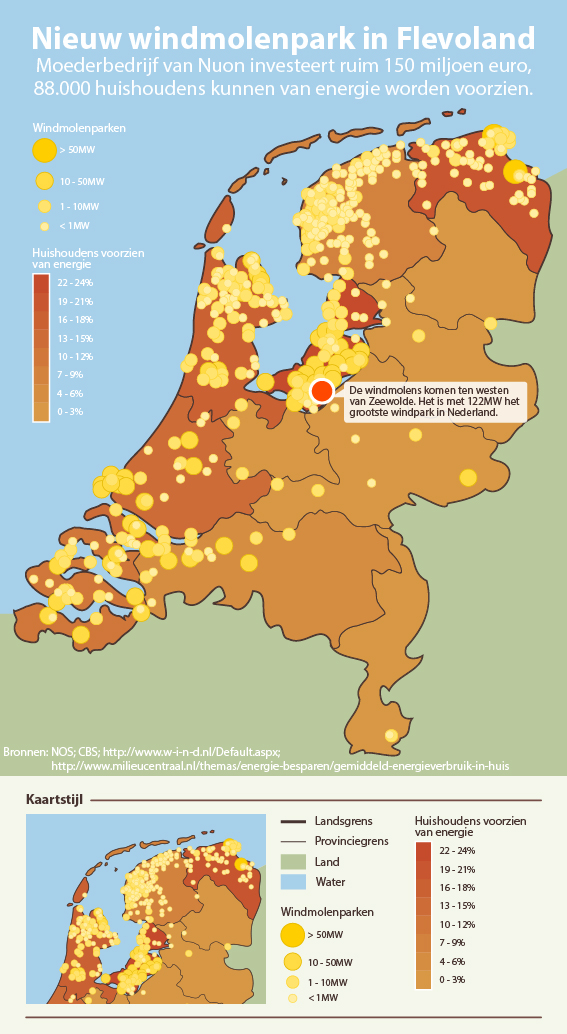 Nieuw windmolenpark in Flevoland
Moederbedrijf van Nuon investeert ruim 150 miljoen euro,
88.000 huishoudens kunnen van energie worden voorzien.
Windmolenparken
> 50MW
10 - 50MW
1 - 10MW
< 1MW
Huishoudens voorzien
van energie
22 - 24%
19 - 21%
16 - 18%
13 - 15%
10 - 12%
7 - 9%
4 - 6%
0 - 3%
De windmolens komen ten westen
van Zeewolde. Het is met 122MW het
grootste windpark in Nederland.
Bronnen: NOS; CBS; http://www.w-i-n-d.nl/Default.aspx;
http://www.milieucentraal.nl/themas/energie-besparen/gemiddeld-energieverbruik-in-huis
Kaartstijl
Landsgrens
Provinciegrens
Land
Water
Windmolenparken
> 50MW
10 - 50MW
1 - 10MW
< 1MW
Huishoudens voorzien
van energie
22 - 24%
19 - 21%
16 - 18%
13 - 15%
10 - 12%
7 - 9%
4 - 6%
0 - 3%